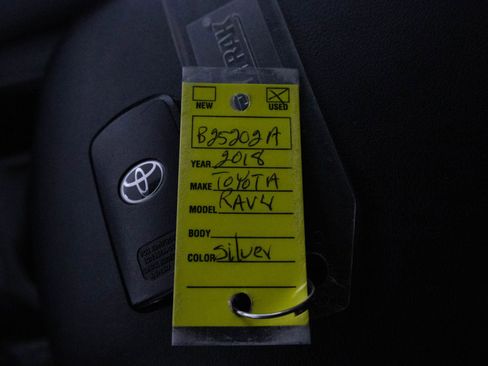 NEW USED
B25202A
YEAR 2018
MAKE TOYOTA
MODEL RAV4
BODY
COLOR Silver